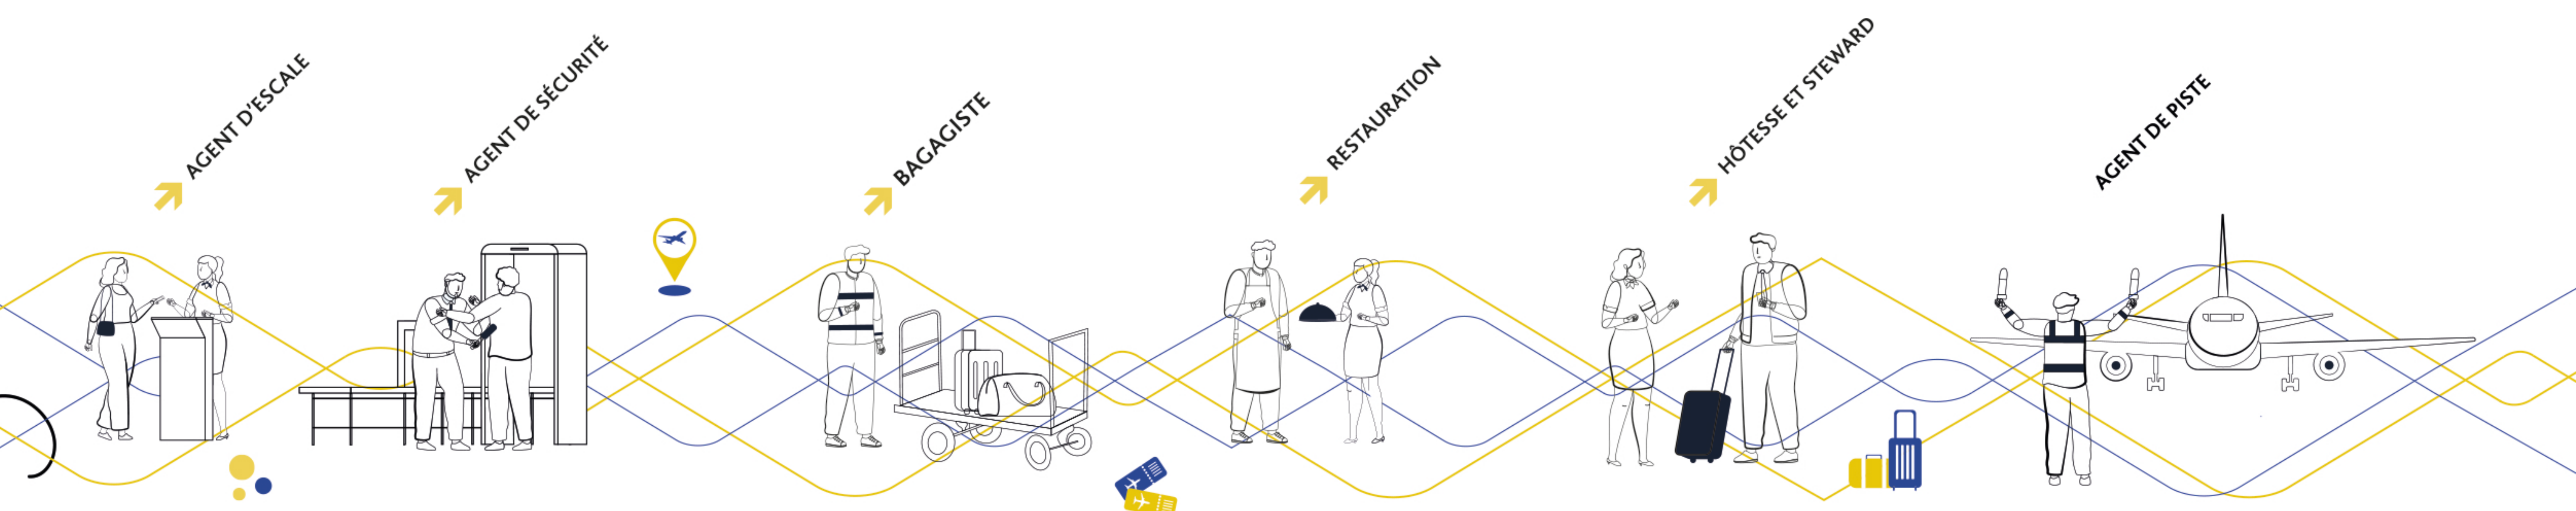 AGENT D'ESCALE
AGENT DE SÉCURITÉ
BAGAGISTE
RESTAURATION
HÔTESSE ET STEWARD
AGENT DE PISTE